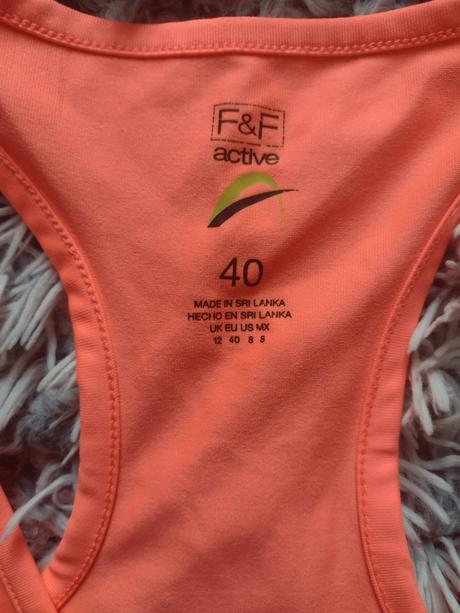 F&F
active
40
MADE IN SRI LANKA
HECHO EN SRI LANKA
UK EU US MX
12 40 8 8